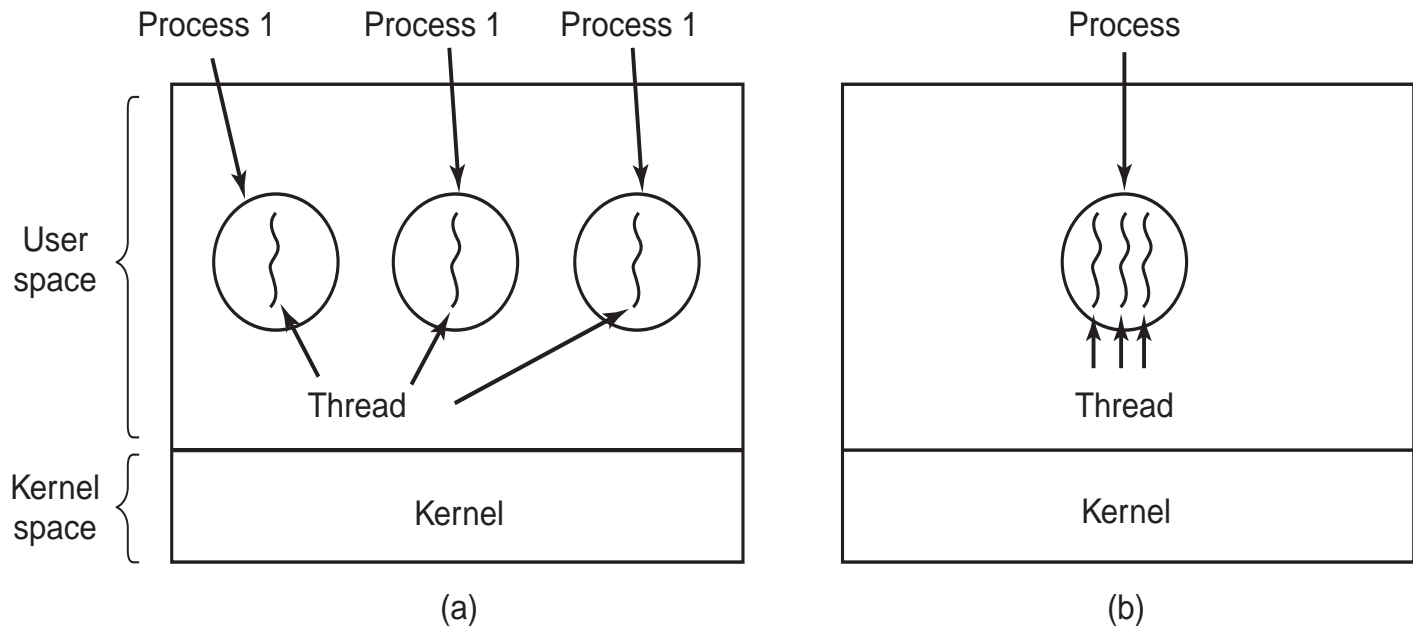 Process 1 Process 1 Process 1 Process
User
space
Thread Thread
Kernel
space
Kernel Kernel
(a) (b)